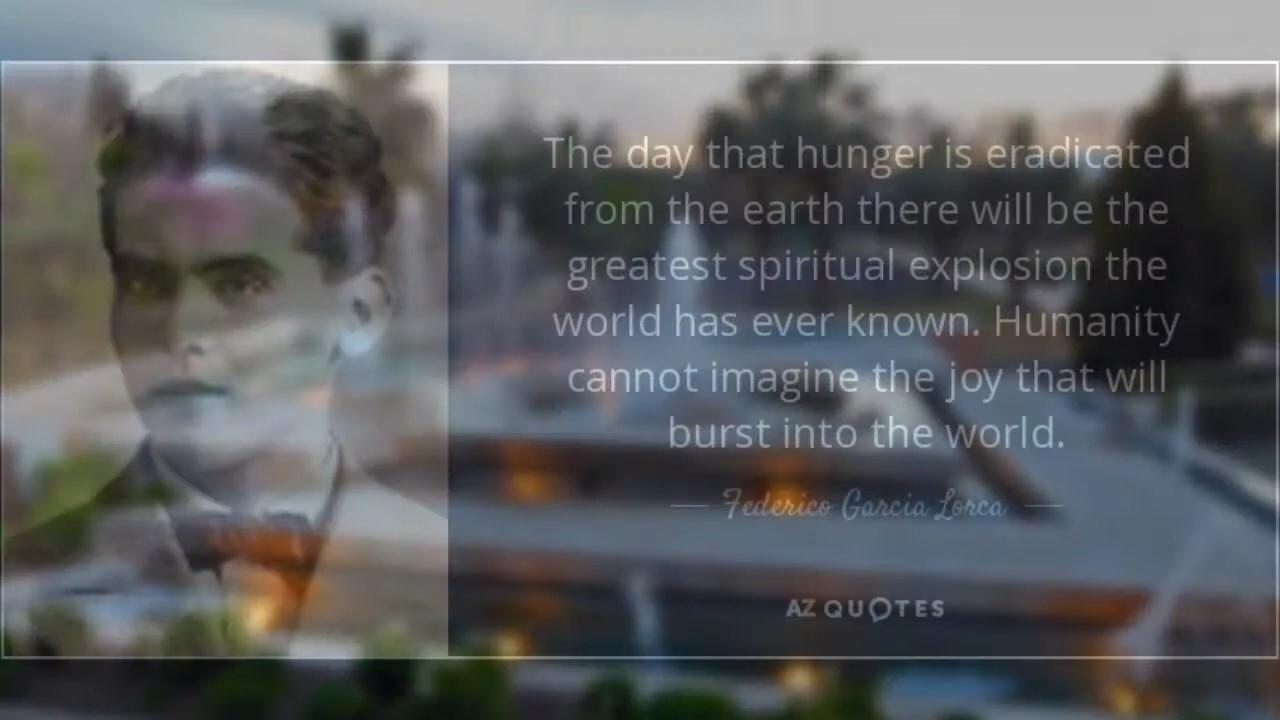 The day that hunger is eradicated
from the earth there will be the
greatest spiritual explosion the
world has ever known. Humanity
cannot imagine the joy that will
burst into the world.
Federico Garcia Lorca
AZ QUOTES